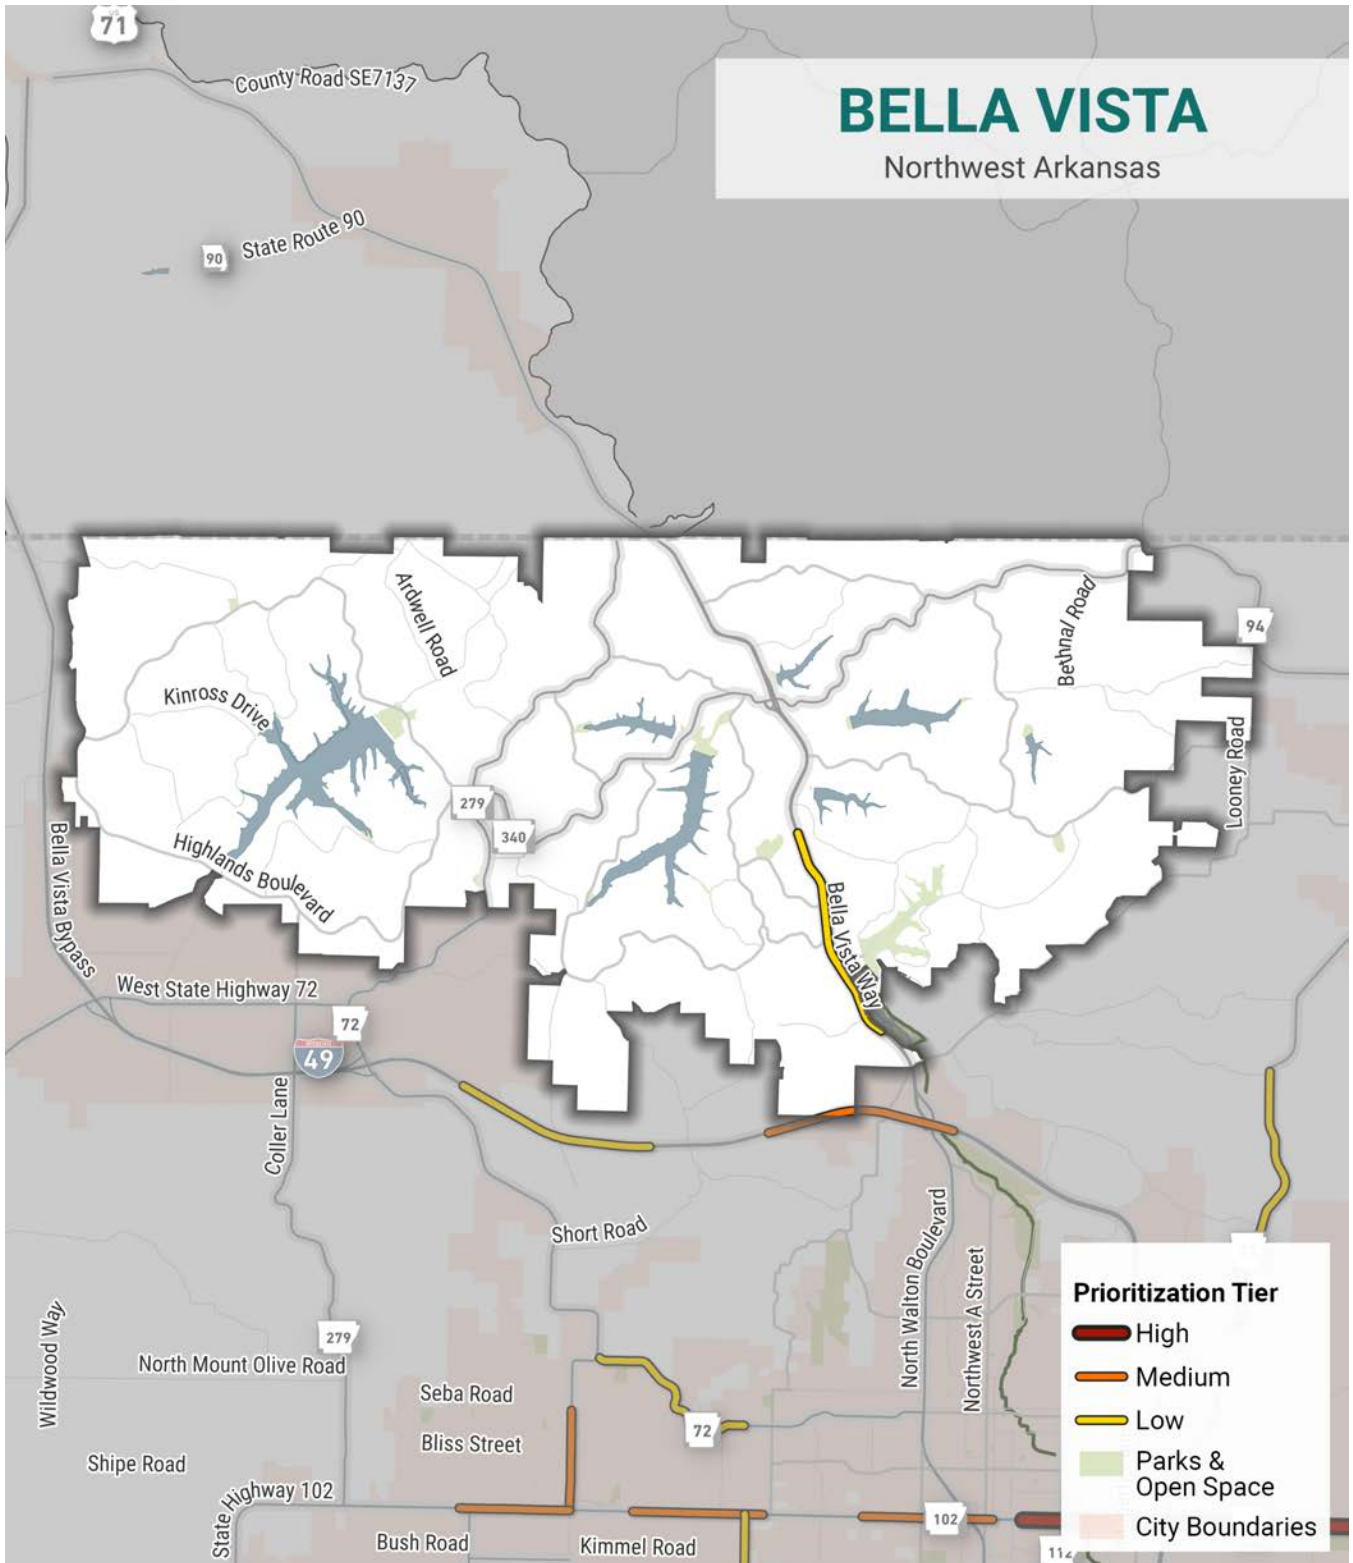 US
71
County Road SE7137
BELLA VISTA
Northwest Arkansas
90
State Route 90
Ardwell Road
Bethnal Road
94
Kinross Drive
Looney Road
279
340
Highlands Boulevard
Bella Vista Bypass
Bella Vista Way
West State Highway 72
72
49
Coller Lane
Short Road
North Walton Boulevard
Northwest A Street
Wildwood Way
279
North Mount Olive Road
Seba Road
72
Bliss Street
Shipe Road
State Highway 102
102
Bush Road
Kimmel Road
112
Prioritization Tier
High
Medium
Low
Parks &
Open Space
City Boundaries